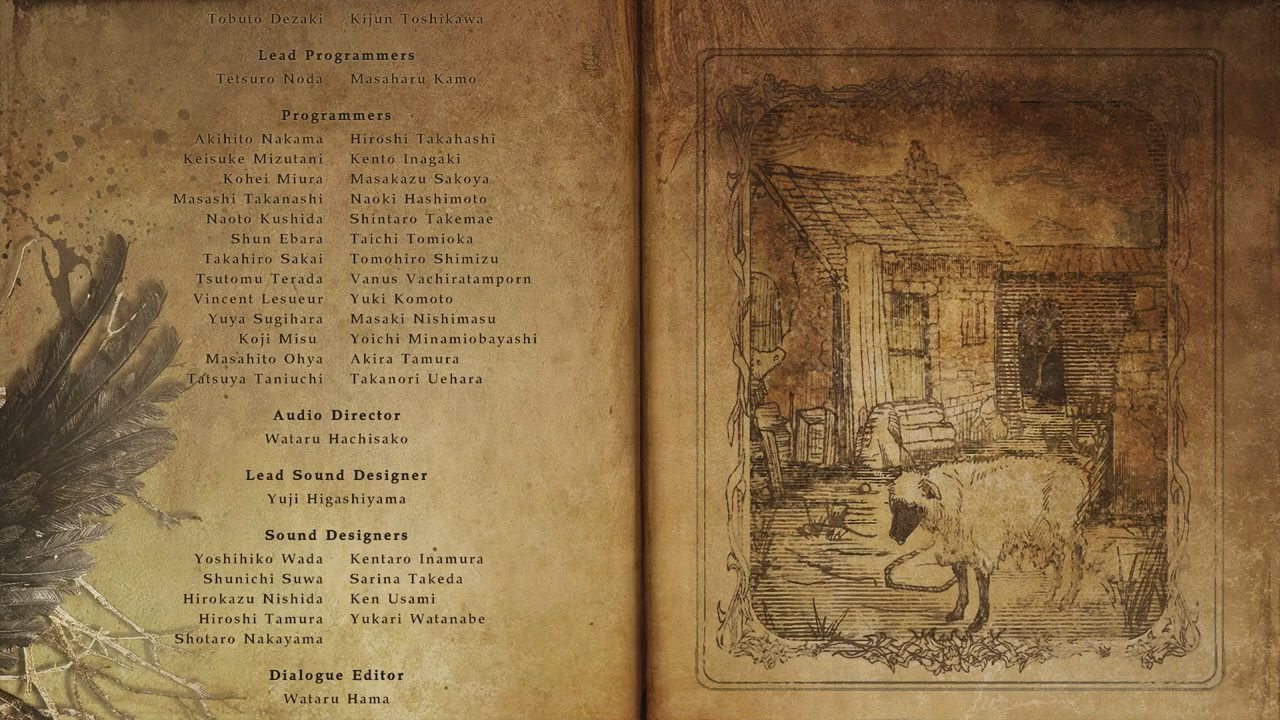 Tobuto Dezaki Kijun Toshikawa
Lead Programmers
Tetsuro Noda Masaharu Kamo
Programmers
Akihito Nakama Hiroshi Takahashi
Keisuke Mizutani Kento Inagaki
Kohei Miura Masakazu Sakoya
Masashi Takanashi Naoki Hashimoto
Naoto Kushida Shintaro Takemae
Shun Ebara Taichi Tomioka
Takahiro Sakai Tomohiro Shimizu
Tsutomu Terada Vanus Vachiratamporn
Vincent Lesueur Yuki Komoto
Yuya Sugihara Masaki Nishimasu
Koji Misu Yoichi Minamiobayashi
Masahito Ohya Akira Tamura
Tatsuya Taniuchi Takanori Uehara
Audio Director
Wataru Hachisako
Lead Sound Designer
Yuji Higashiyama
Sound Designers
Yoshihiko Wada Kentaro Inamura
Shunichi Suwa Sarina Takeda
Hirokazu Nishida Ken Usami
Hiroshi Tamura Yukari Watanabe
Shotaro Nakayama
Dialogue Editor
Wataru Hama